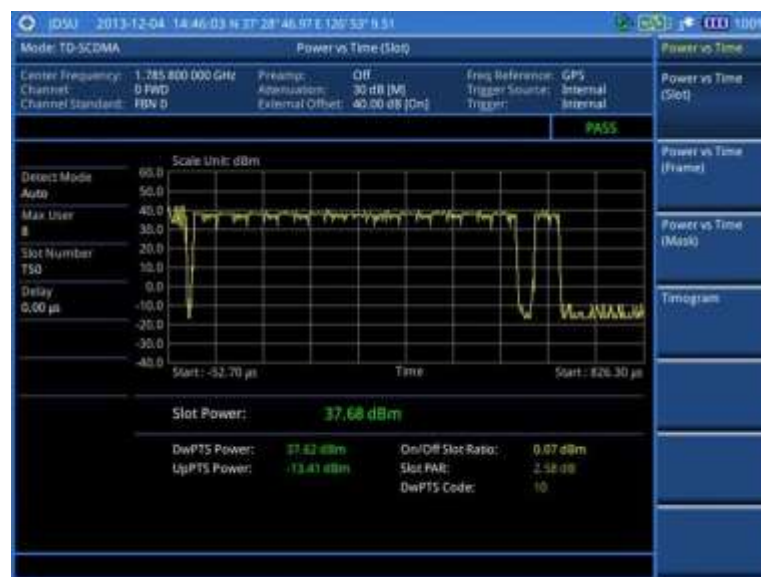 JDSU 2013-12-04 14:46:03 N 37° 28' 46.97 E 126° 53' 9.51
Mode: TD-SCDMA Power vs Time (Slot) Power vs Time
Center Frequency: 1.785 800 000 GHz Preamp: Off Freq Reference: GPS
Channel: 0 FWD Attenuation: 30 dB [M] Trigger Source: Internal
Channel Standard: FBN 0 External Offset: 40.00 dB [On] Trigger: Internal
Power vs Time
(Slot)
PASS
Scale Unit: dBm
Power vs Time
(Frame)
Detect Mode
Auto
Max User
8
Slot Number
TS0
Delay
0.00 µs
60.0
50.0
40.0
30.0
20.0
10.0
0.0
-10.0
-20.0
-30.0
-40.0
Power vs Time
(Mask)
Timogram
Start: -52.70 µs Time Start: 826.30 µs
Slot Power: 37.68 dBm
DwPTS Power: 37.62 dBm On/Off Slot Ratio: 0.07 dBm
UpPTS Power: -13.41 dBm Slot PAR: 2.58 dB
DwPTS Code: 10